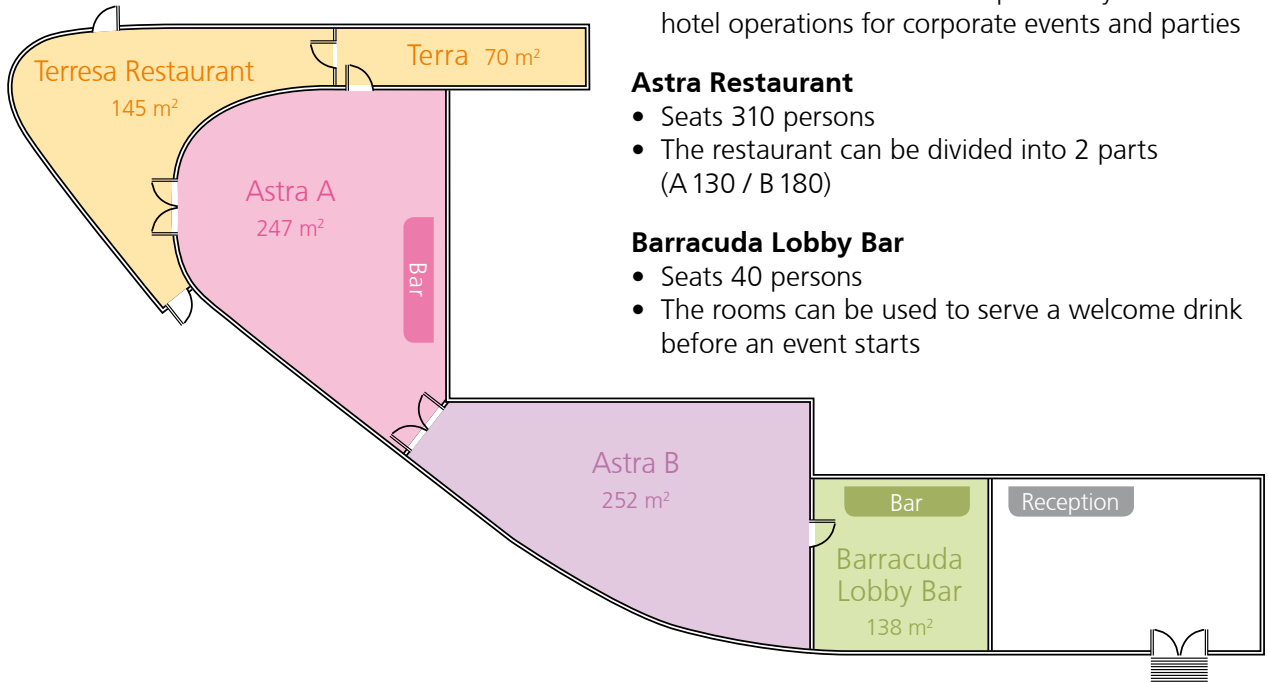 hotel operations for corporate events and parties
Astra Restaurant
• Seats 310 persons
• The restaurant can be divided into 2 parts
(A 130 / B 180)
Barracuda Lobby Bar
• Seats 40 persons
• The rooms can be used to serve a welcome drink
before an event starts
Terresa Restaurant
145 m²
Terra 70 m²
Astra A
247 m²
Bar
Astra B
252 m²
Bar
Barracuda
Lobby Bar
138 m²
Reception